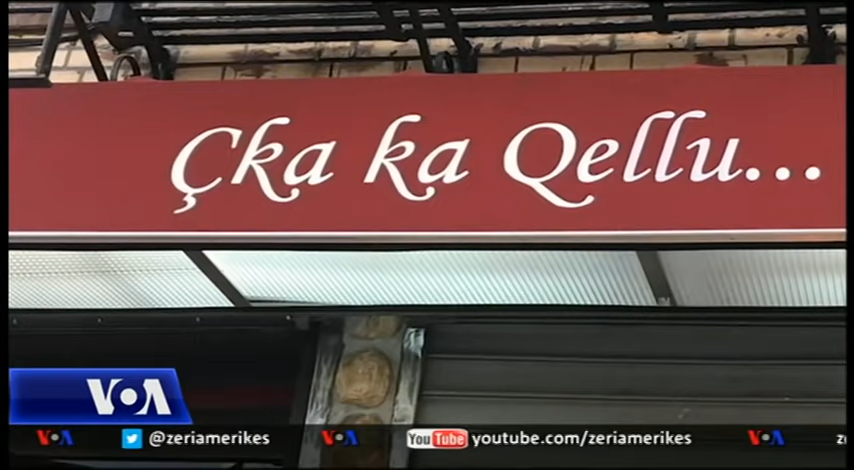 Çka ka Qellu...
VOA
VOA @zeriamerikes VOA YouTube youtube.com/zeriamerikes VOA z